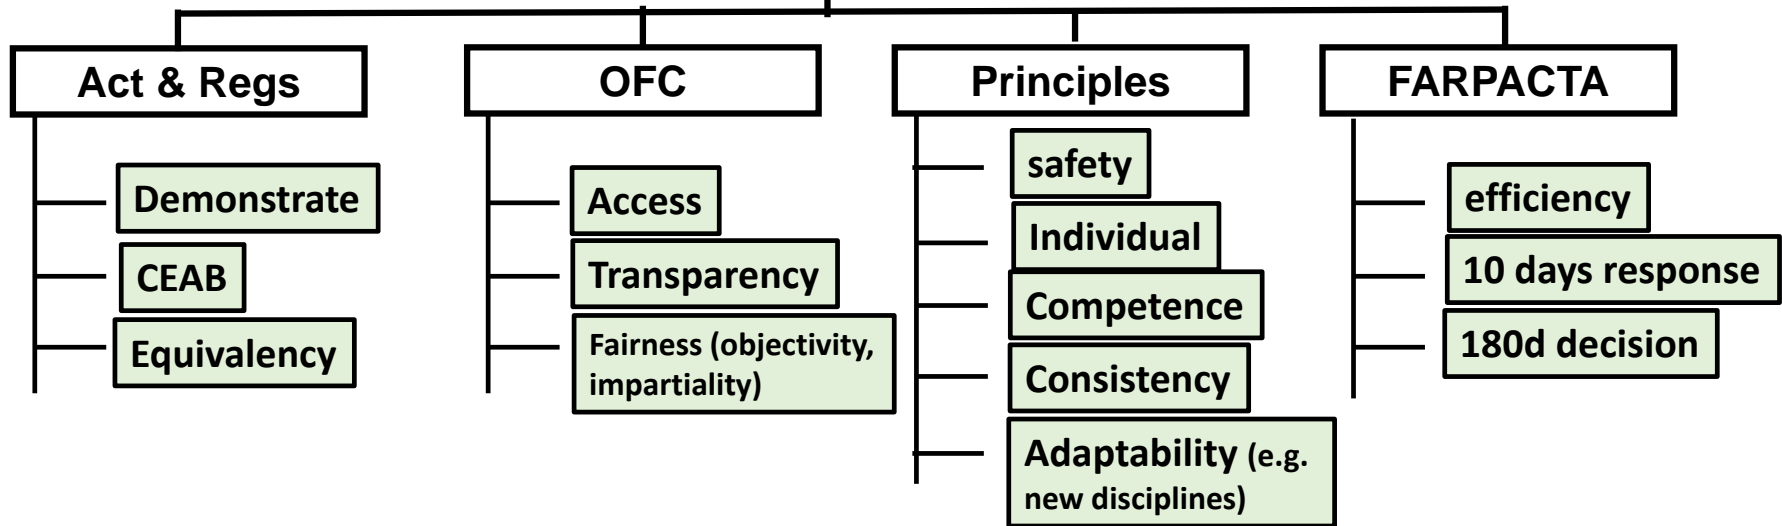 Act & Regs
Demonstrate
CEAB
Equivalency
OFC
Access
Transparency
Fairness (objectivity,
impartiality)
Principles
safety
Individual
Competence
Consistency
Adaptability (e.g.
new disciplines)
FARPACTA
efficiency
10 days response
180d decision